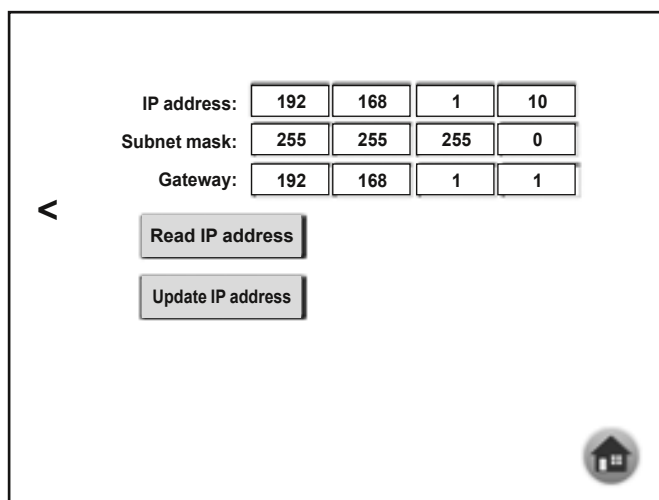 IP address: 192 168 1 10
Subnet mask: 255 255 255 0
Gateway: 192 168 1 1
<
Read IP address
Update IP address